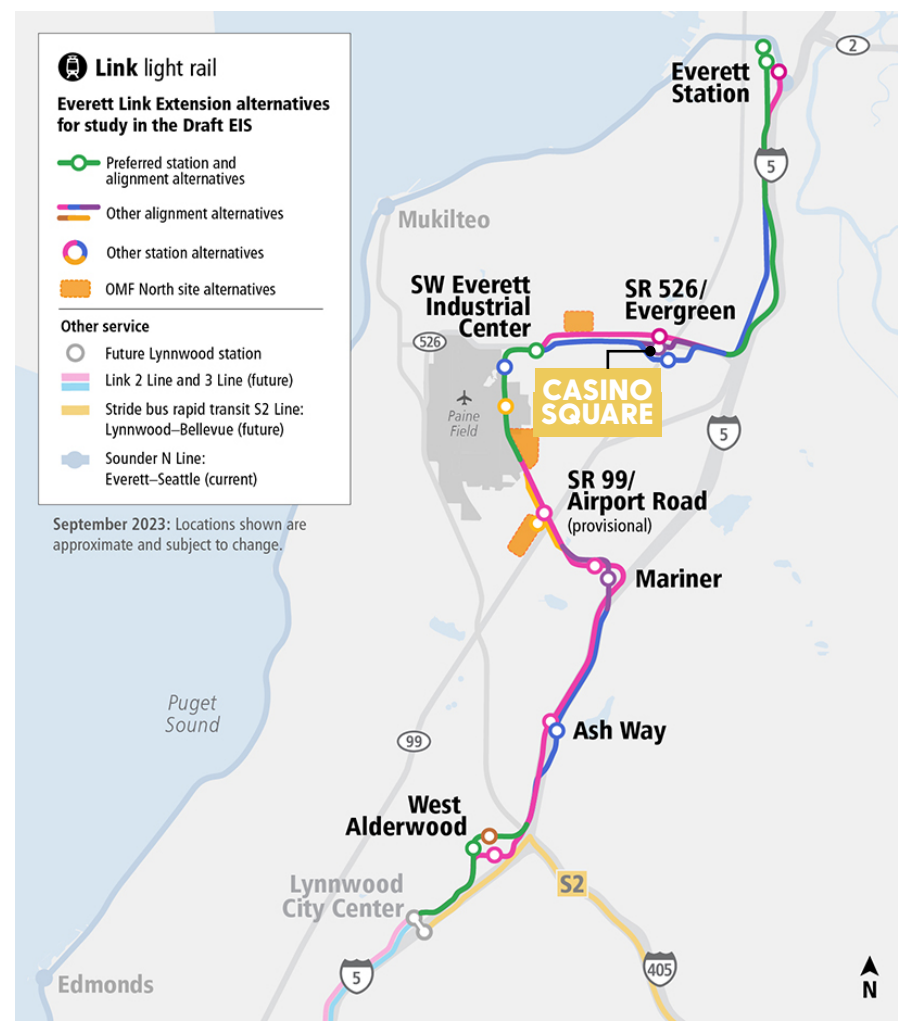 Link light rail
Everett Link Extension alternatives
for study in the Draft EIS
Preferred station and
alignment alternatives
Other alignment alternatives
Other station alternatives
OMF North site alternatives
Other service
Future Lynnwood station
Link 2 Line and 3 Line (future)
Stride bus rapid transit S2 Line:
Lynnwood–Bellevue (future)
Sounder N Line:
Everett–Seattle (current)
September 2023: Locations shown are
approximate and subject to change.
2
Everett
Station
5
Mukilteo
SW Everett
Industrial
Center
SR 526/
Evergreen
526
CASINO
SQUARE
Paine
Field
5
SR 99/
Airport Road
(provisional)
Mariner
Puget
Sound
Ash Way
99
West
Alderwood
Lynnwood
City Center
S2
5
405
Edmonds
N